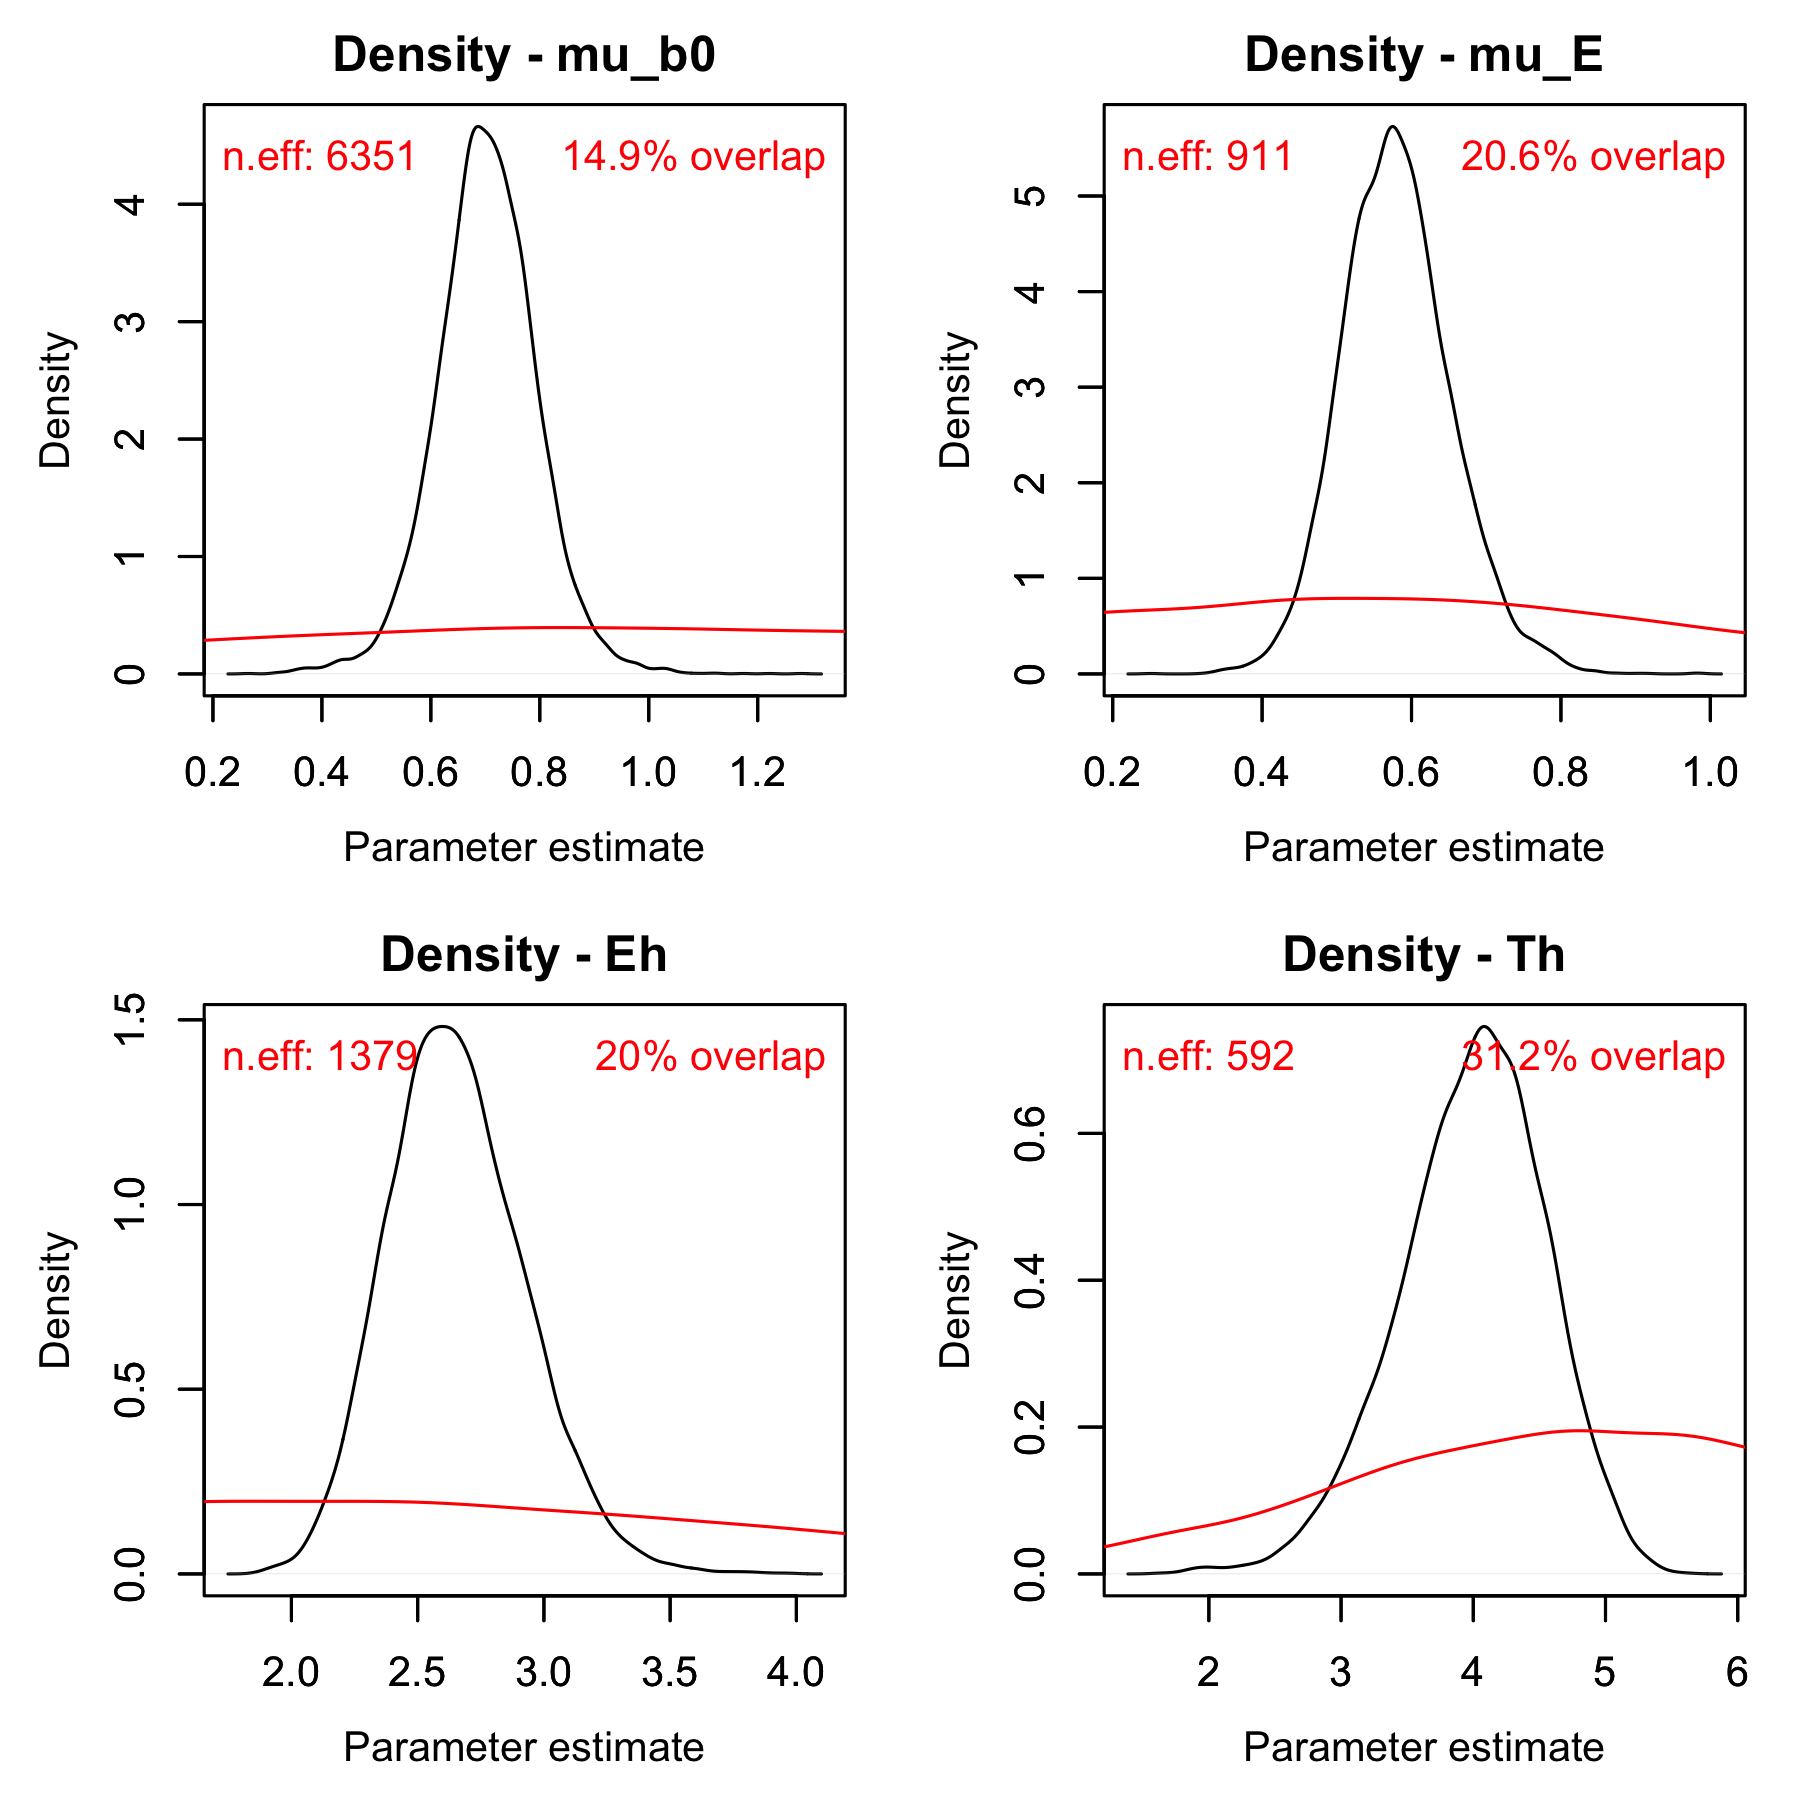 Density - mu_b0
n.eff: 6351
14.9% overlap
Density
0 1 2 3 4
0.2 0.4 0.6 0.8 1.0 1.2
Parameter estimate
Density - mu_E
n.eff: 911
20.6% overlap
Density
0 1 2 3 4 5
0.2 0.4 0.6 0.8 1.0
Parameter estimate
Density - Eh
n.eff: 1379
20% overlap
Density
0.0 0.5 1.0 1.5
2.0 2.5 3.0 3.5 4.0
Parameter estimate
Density - Th
n.eff: 592
31.2% overlap
Density
0.0 0.2 0.4 0.6
2 3 4 5 6
Parameter estimate